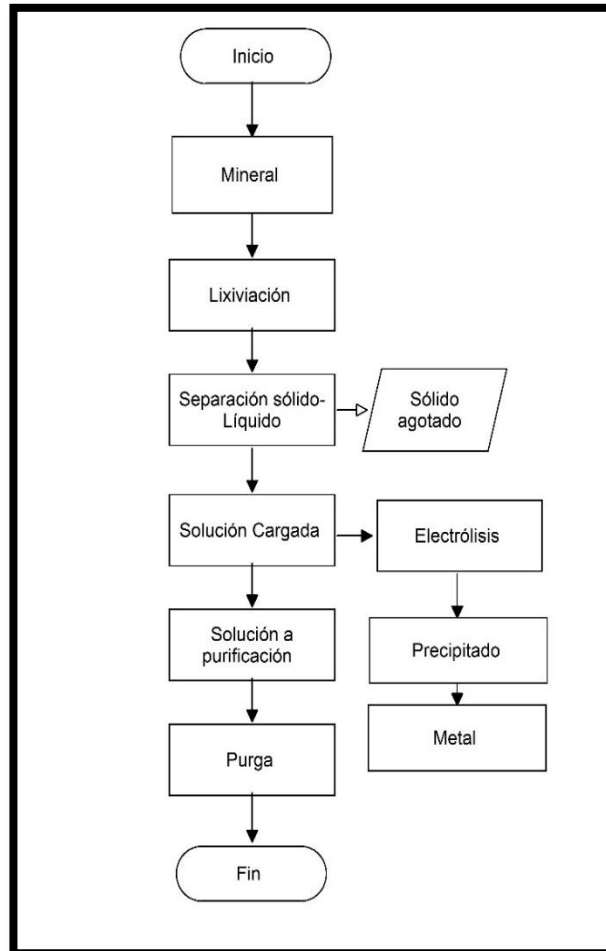 Inicio
Mineral
Lixiviación
Separación sólido-
Líquido
Sólido
agotado
Solución Cargada
Electrólisis
Solución a
purificación
Precipitado
Purga
Metal
Fin